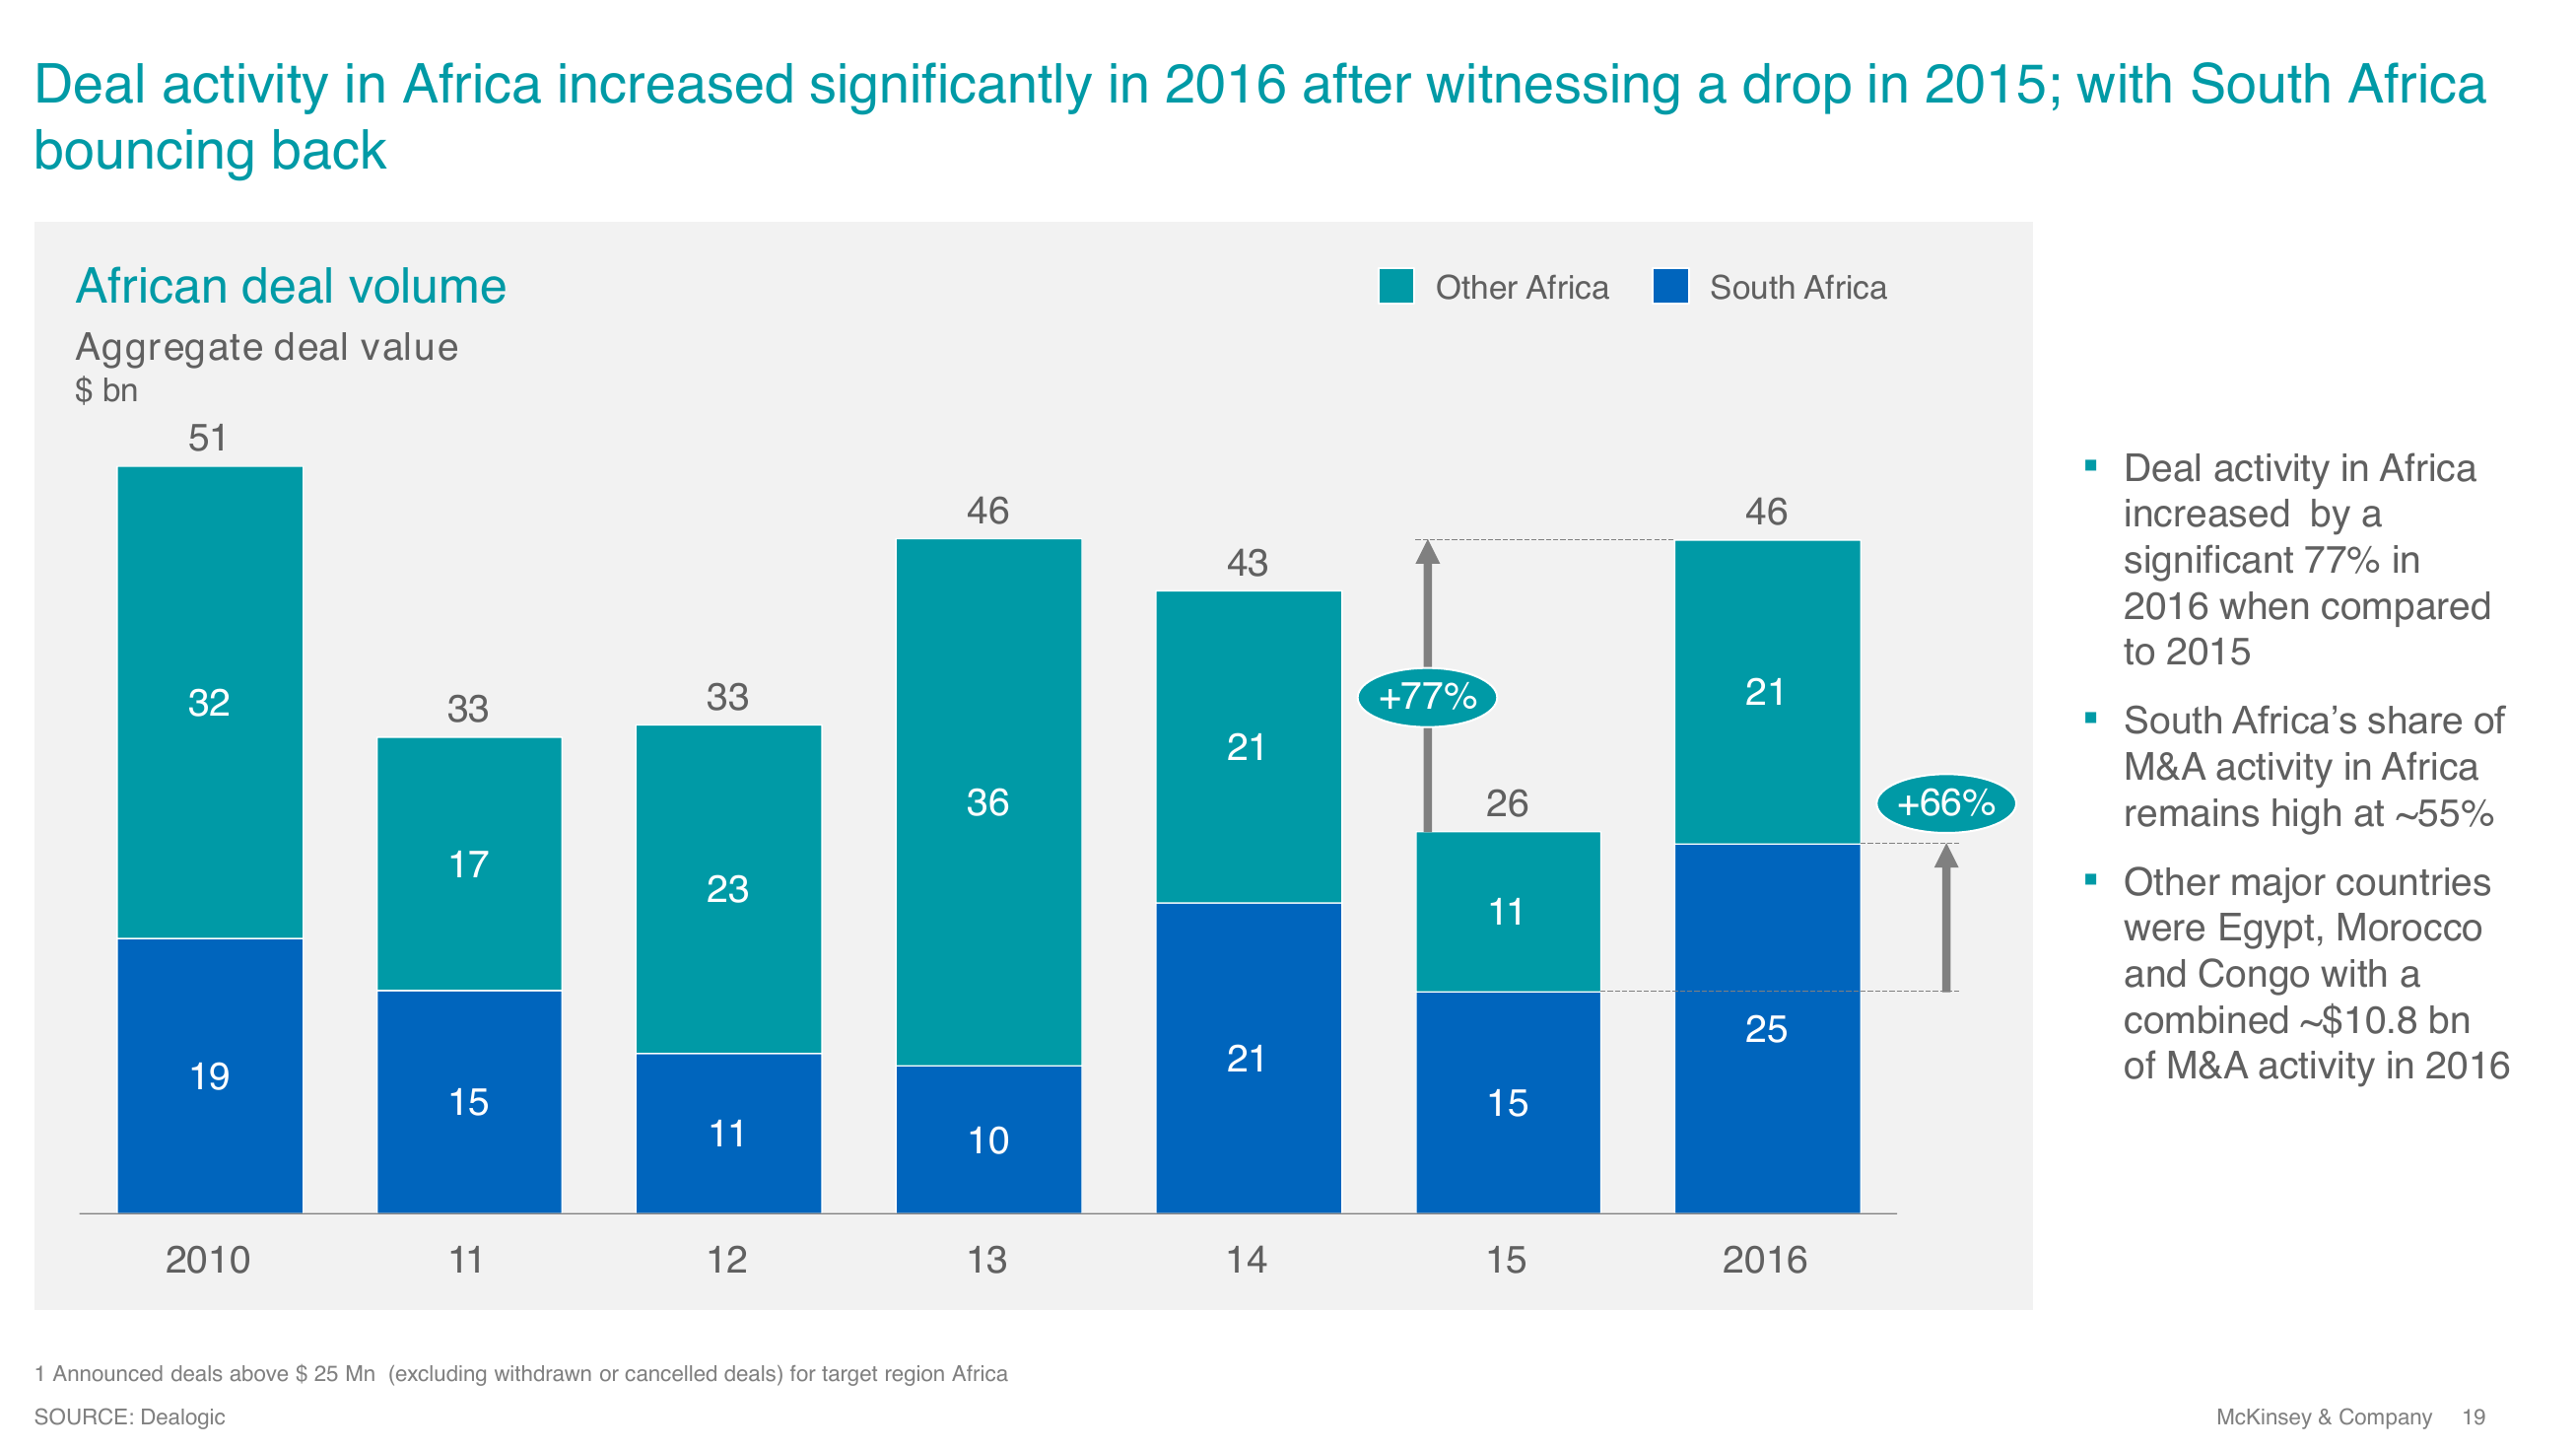 Deal activity in Africa increased significantly in 2016 after witnessing a drop in 2015; with South Africa
bouncing back
African deal volume
Aggregate deal value
$ bn
Other Africa
South Africa
51
32
19
33
17
15
33
23
11
46
36
10
43
21
21
+77%
26
11
15
46
21
25
+66%
2010
11
12
13
14
15
2016
▪ Deal activity in Africa
increased  by a
significant 77% in
2016 when compared
to 2015
▪ South Africa’s share of
M&A activity in Africa
remains high at ~55%
▪ Other major countries
were Egypt, Morocco
and Congo with a
combined ~$10.8 bn
of M&A activity in 2016
1 Announced deals above $ 25 Mn  (excluding withdrawn or cancelled deals) for target region Africa
SOURCE: Dealogic
McKinsey & Company 19